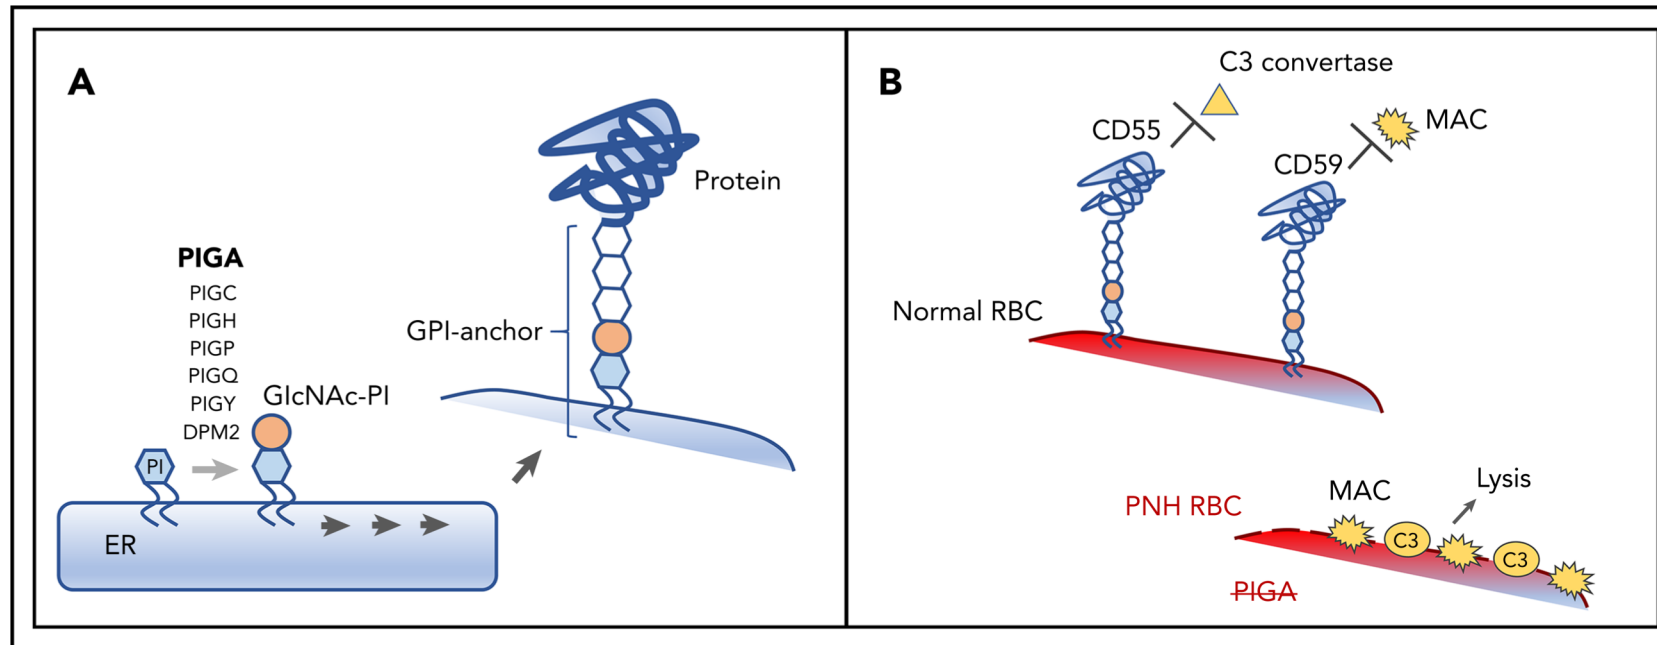 A
PIGA
PIGC
PIGH
PIGP
PIGQ
PIGY
DPM2
GlcNAc-PI
PI
ER
GPI-anchor
Protein
B
C3 convertase
CD55
MAC
CD59
Normal RBC
Lysis
MAC
PNH RBC
C3
C3
PIGA